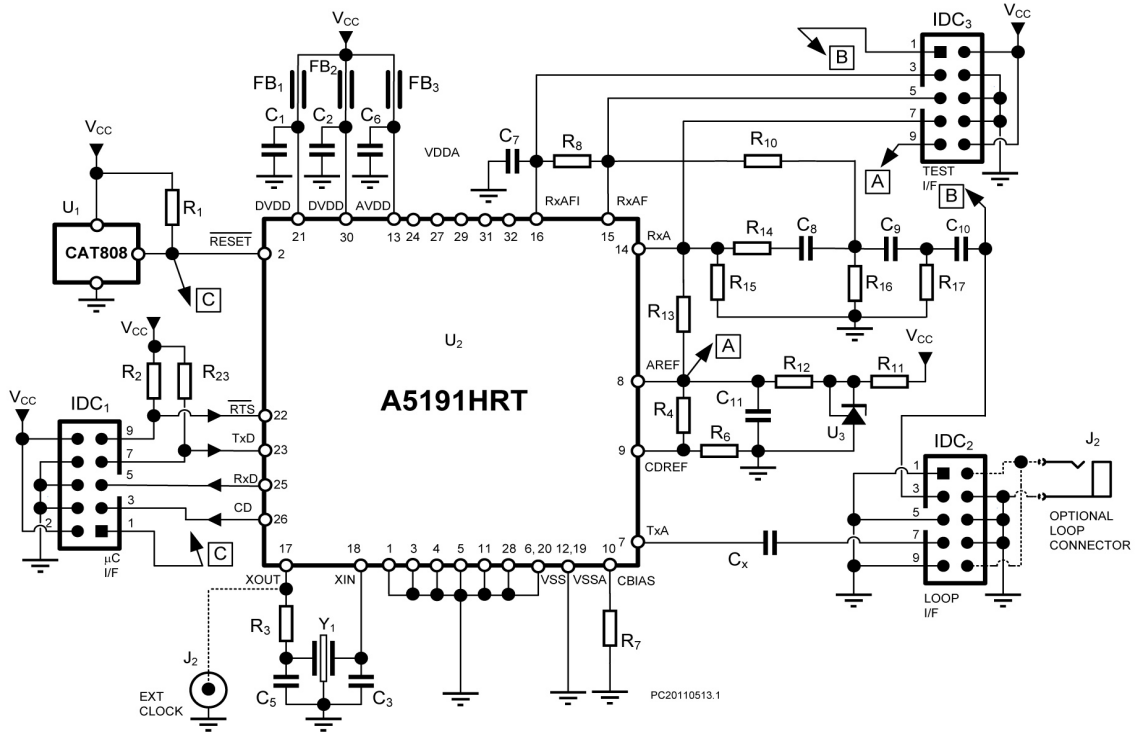 VCC
IDC3
VCC
B
1
3
5
7
9
TEST
I/F
A
B
FB1
FB2
FB3
C1
C2
C6
VDDA
C7
R8
R10
VCC
R1
U1
CAT808
C
DVDD
DVDD
AVDD
RxAFI
RxAF
21
30
13
24
27
29
31
32
16
15
RESET
2
14
RxA
R14
C8
C9
C10
R15
R16
R17
R13
U2
A5191HRT
A
AREF
8
R12
R11
VCC
C11
U3
R4
R6
9
CDREF
VCC
R2
R23
VCC
IDC1
9
7
5
3
2
1
µC
I/F
C
RTS
22
TxD
23
RxD
25
CD
26
IDC2
1
3
5
7
9
LOOP
I/F
J2
OPTIONAL
LOOP
CONNECTOR
7
TxA
Cx
17
18
1
3
4
5
11
28
6, 20
12,19
10
XOUT
XIN
VSS
VSSA
CBIAS
R3
Y1
C5
C3
R7
J2
EXT
CLOCK
PC20110513.1